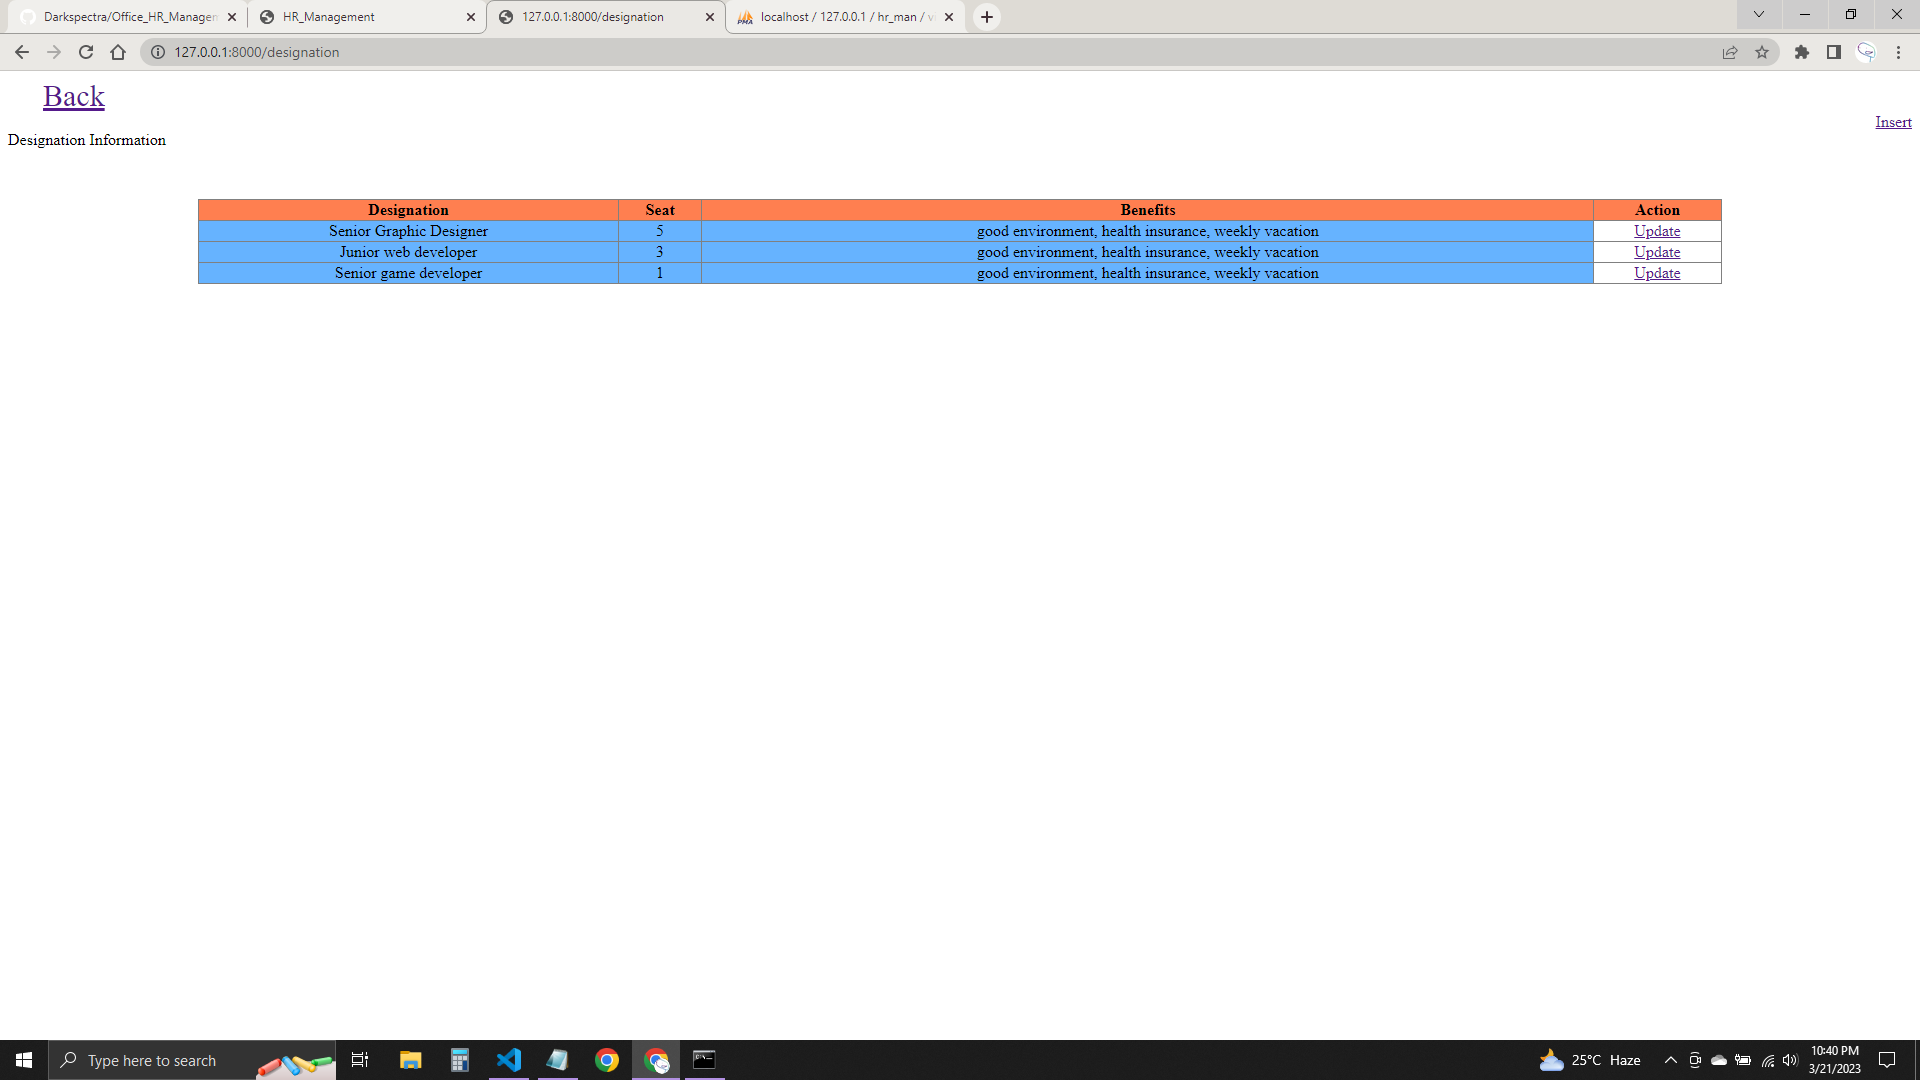 Darkspectra/Office_HR_Managem
HR_Management
127.0.0.1:8000/designation
localhost / 127.0.0.1 / hr_man / v
127.0.0.1:8000/designation
Back
Insert
Designation Information
Designation Seat Benefits Action
Senior Graphic Designer 5 good environment, health insurance, weekly vacation Update
Junior web developer 3 good environment, health insurance, weekly vacation Update
Senior game developer 1 good environment, health insurance, weekly vacation Update
Type here to search
25°C Haze
10:40 PM
3/21/2023